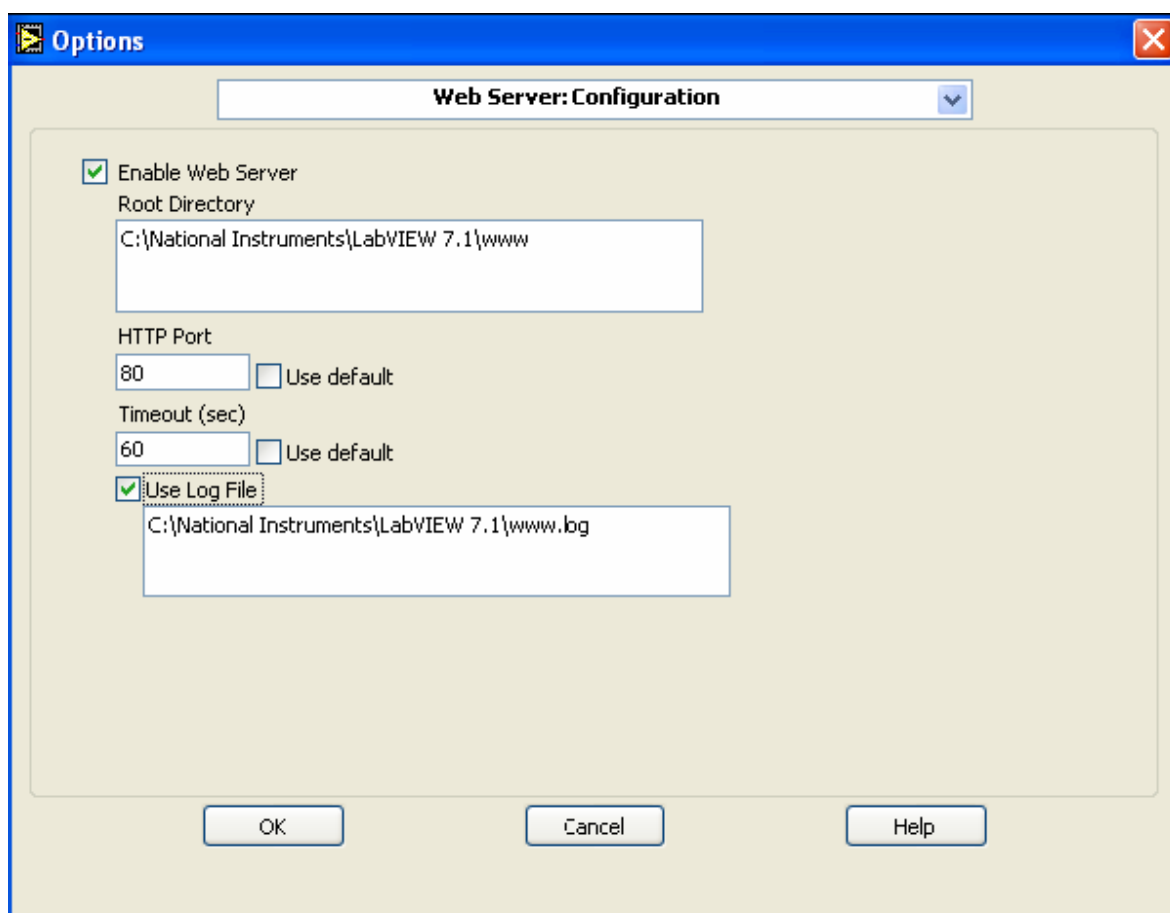 Options
Web Server: Configuration
Enable Web Server
Root Directory
C:\National Instruments\LabVIEW 7.1\www
HTTP Port
80
Use default
Timeout (sec)
60
Use default
Use Log File
C:\National Instruments\LabVIEW 7.1\www.log
OK
Cancel
Help